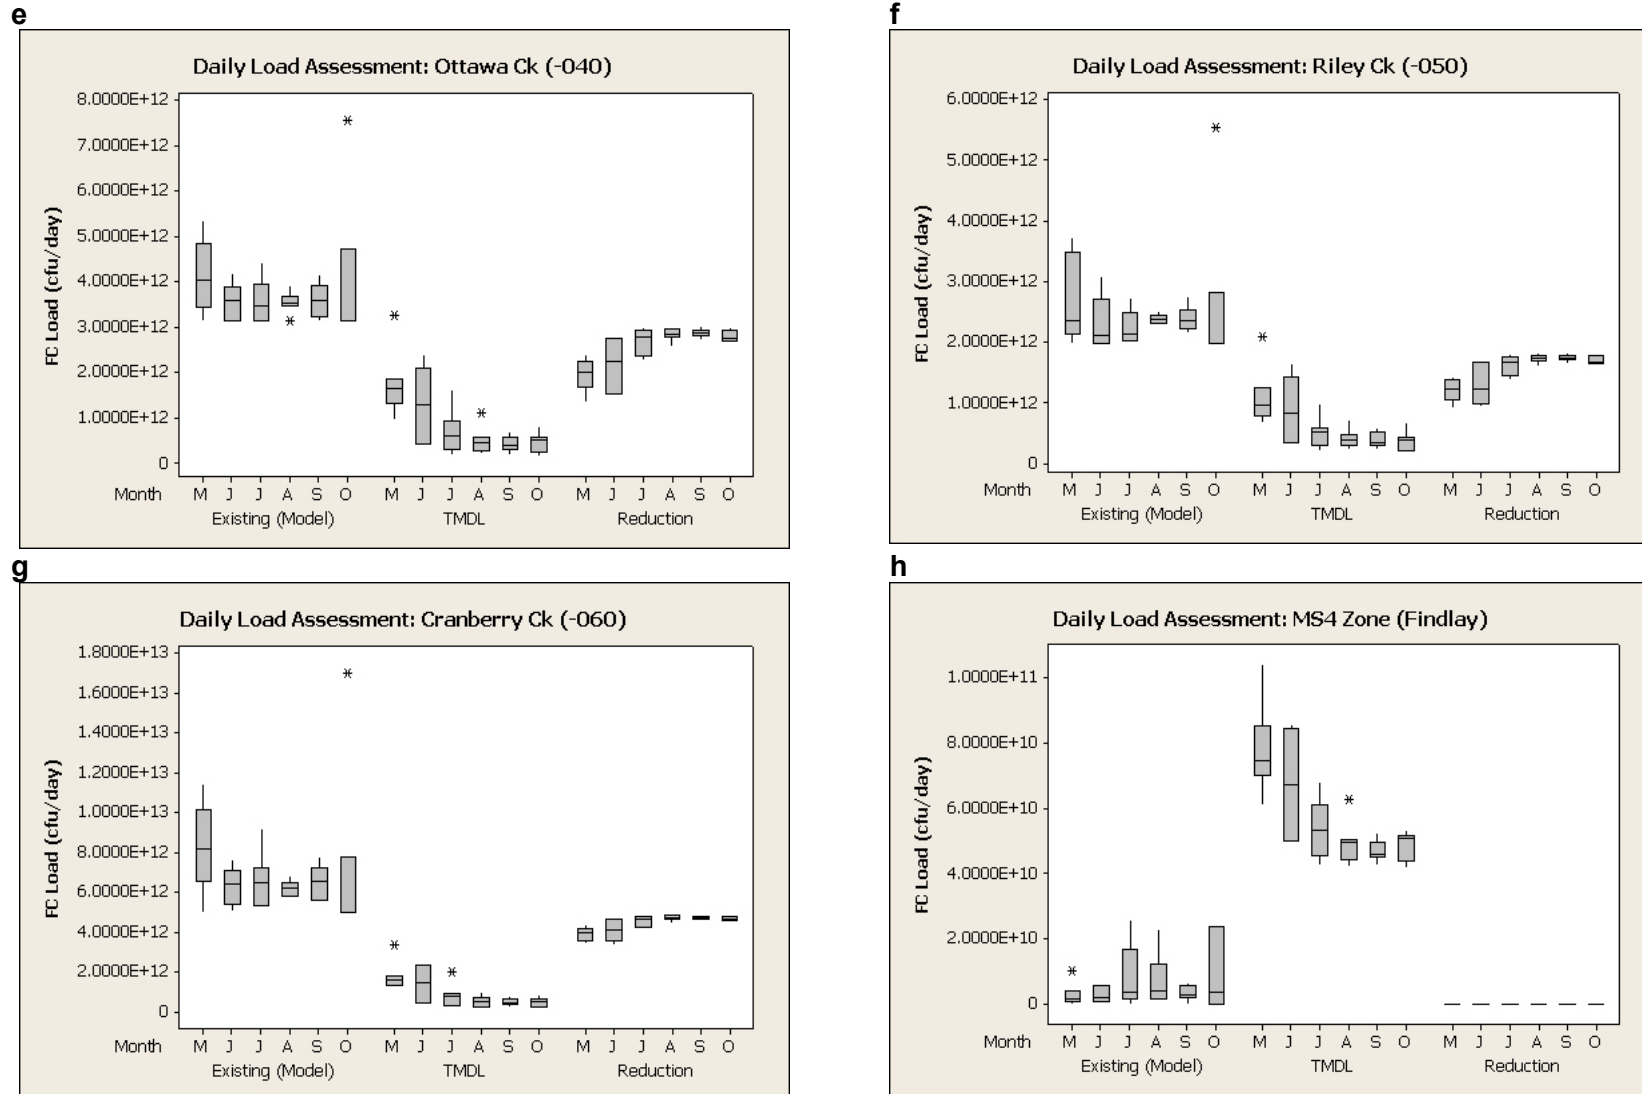 e
Daily Load Assessment: Ottawa Ck (-040)
FC Load (cfu/day)
8.0000E+12
7.0000E+12
6.0000E+12
5.0000E+12
4.0000E+12
3.0000E+12
2.0000E+12
1.0000E+12
0
Month M J J A S O M J J A S O M J J A S O
Existing (Model) TMDL Reduction
f
Daily Load Assessment: Riley Ck (-050)
FC Load (cfu/day)
6.0000E+12
5.0000E+12
4.0000E+12
3.0000E+12
2.0000E+12
1.0000E+12
0
Month M J J A S O M J J A S O M J J A S O
Existing (Model) TMDL Reduction
g
Daily Load Assessment: Cranberry Ck (-060)
FC Load (cfu/day)
1.8000E+13
1.6000E+13
1.4000E+13
1.2000E+13
1.0000E+13
8.0000E+12
6.0000E+12
4.0000E+12
2.0000E+12
0
Month M J J A S O M J J A S O M J J A S O
Existing (Model) TMDL Reduction
h
Daily Load Assessment: MS4 Zone (Findlay)
FC Load (cfu/day)
1.0000E+11
8.0000E+10
6.0000E+10
4.0000E+10
2.0000E+10
0
Month M J J A S O M J J A S O M J J A S O
Existing (Model) TMDL Reduction